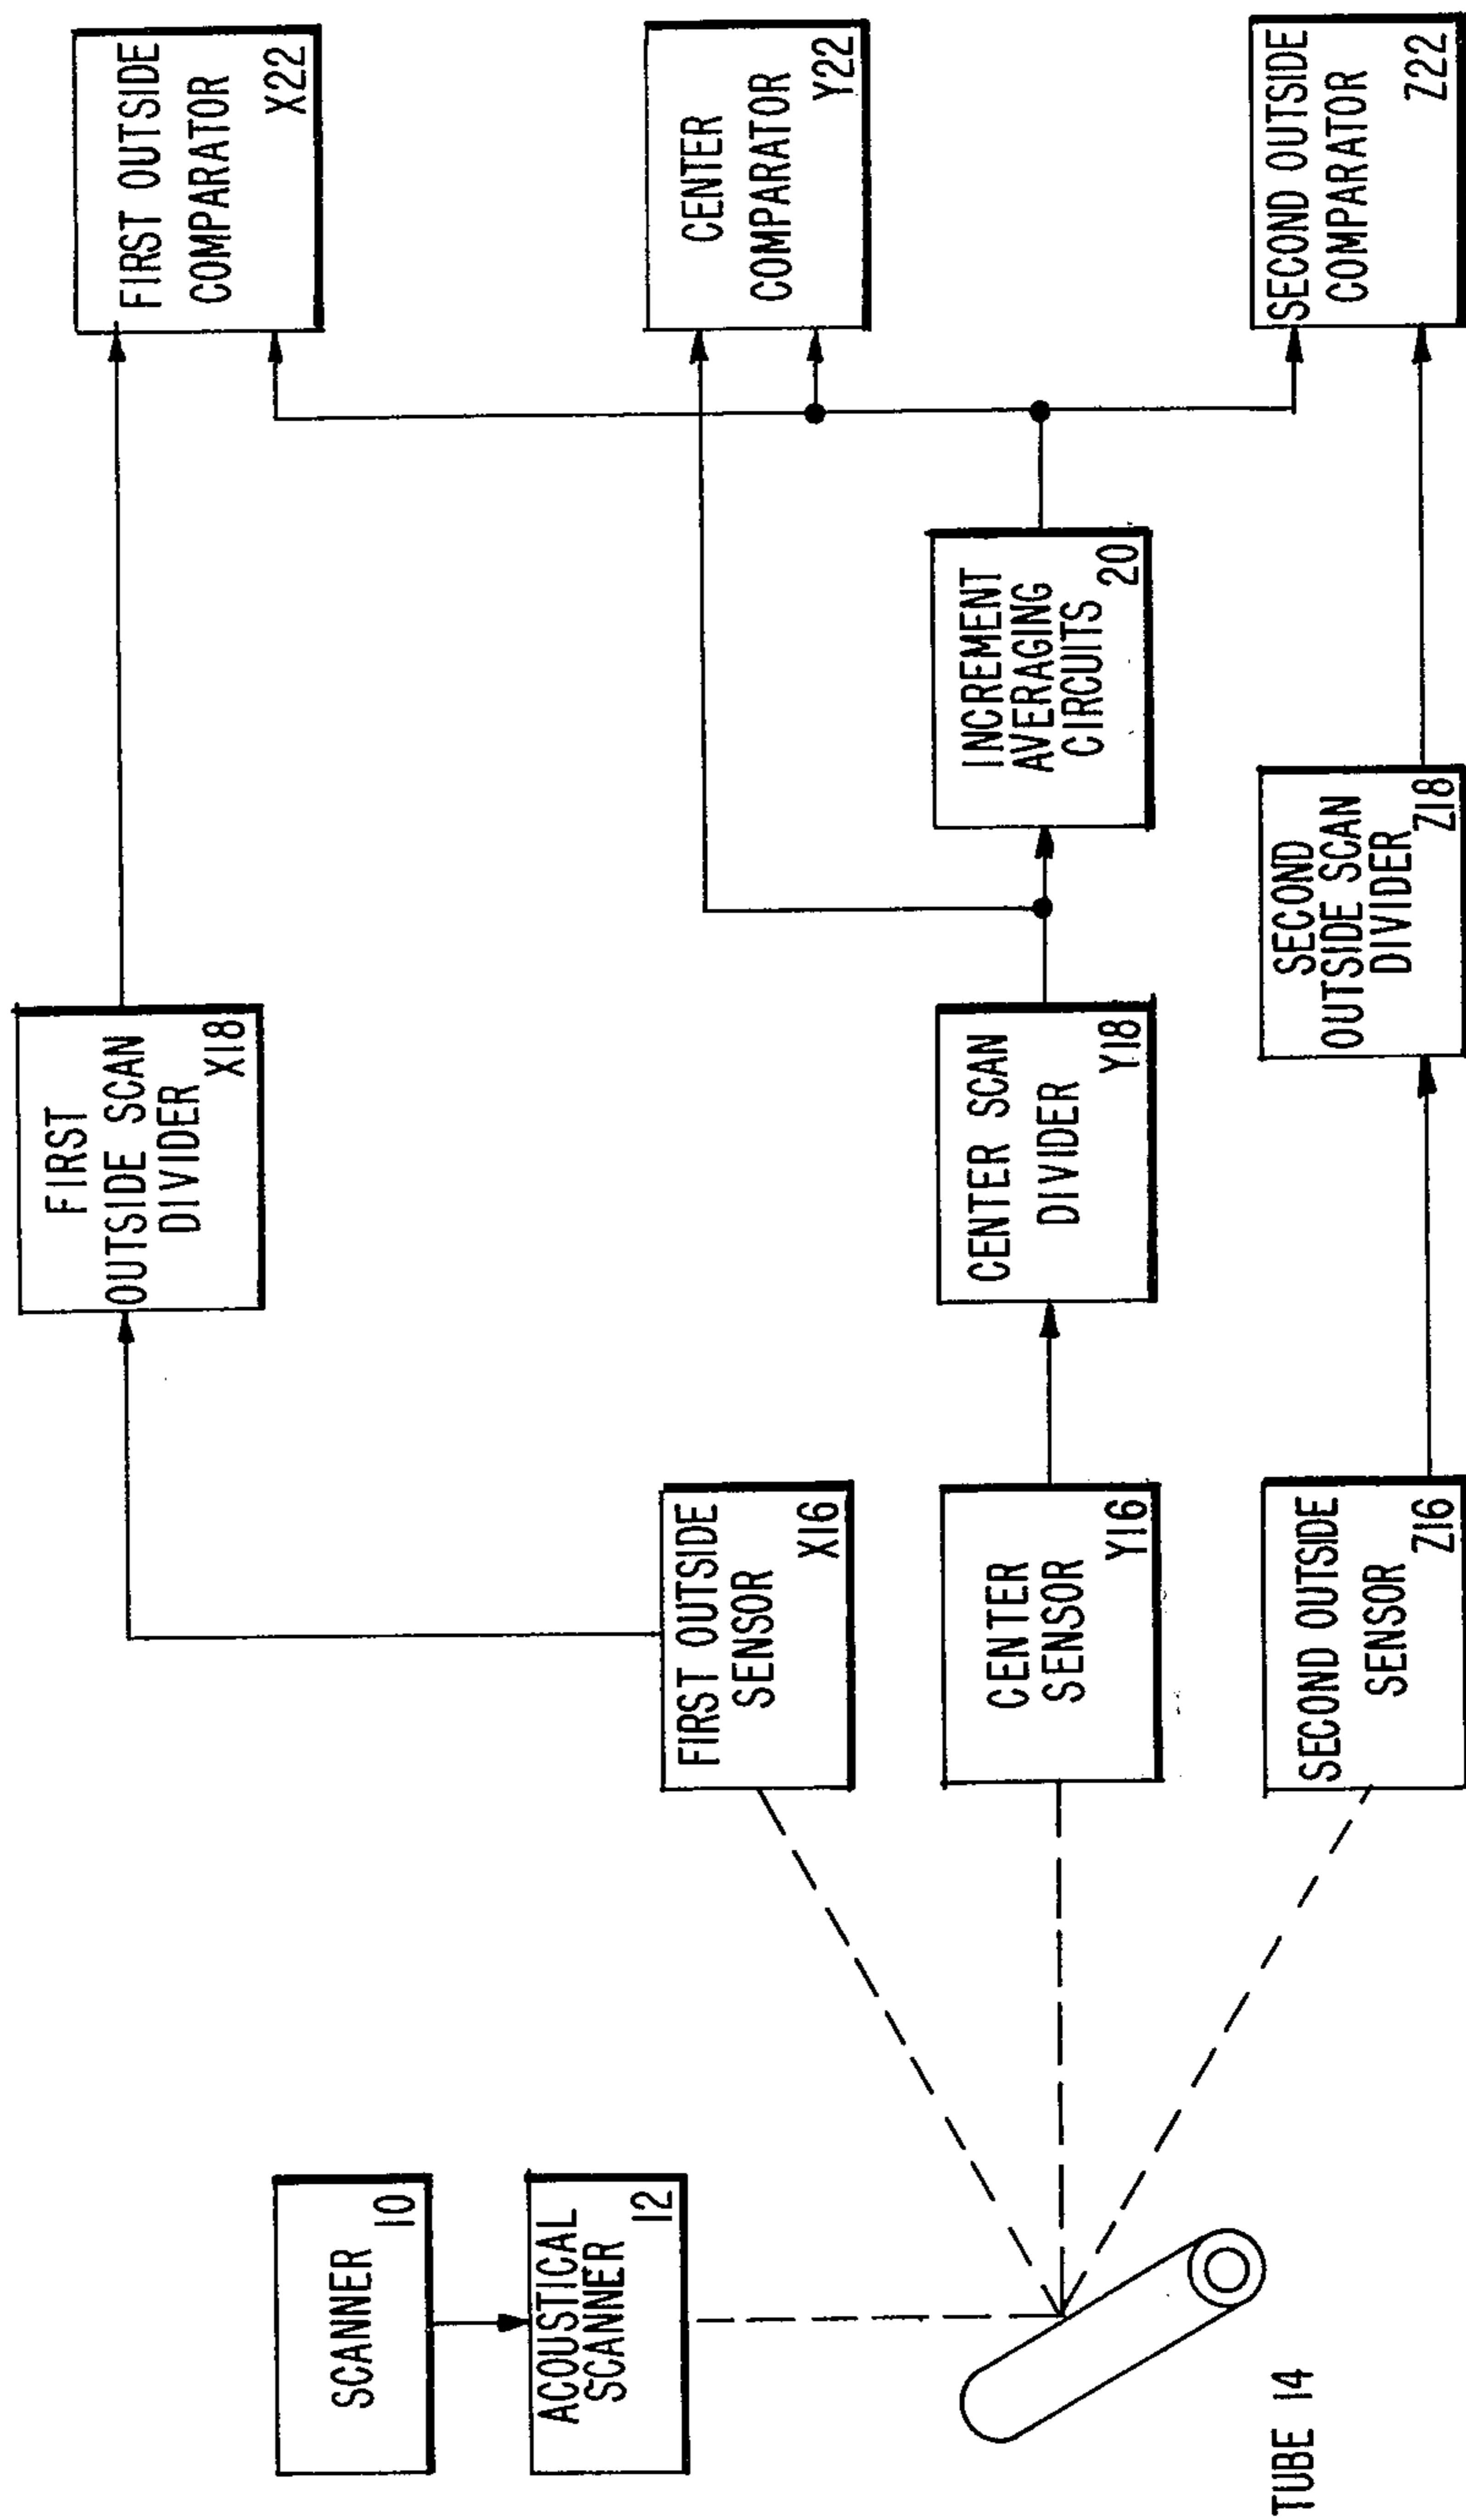 SCANNER
10
ACOUSTICAL
SCANNER
12
TUBE 14
FIRST OUTSIDE
SENSOR
X16
CENTER
SENSOR
Y16
SECOND OUTSIDE
SENSOR
Z16
FIRST
OUTSIDE SCAN
DIVIDER
X18
CENTER SCAN
DIVIDER
Y18
SECOND
OUTSIDE SCAN
DIVIDER
Z18
INCREMENT
AVERAGING
CIRCUITS
20
FIRST OUTSIDE
COMPARATOR
X22
CENTER
COMPARATOR
Y22
SECOND OUTSIDE
COMPARATOR
Z22